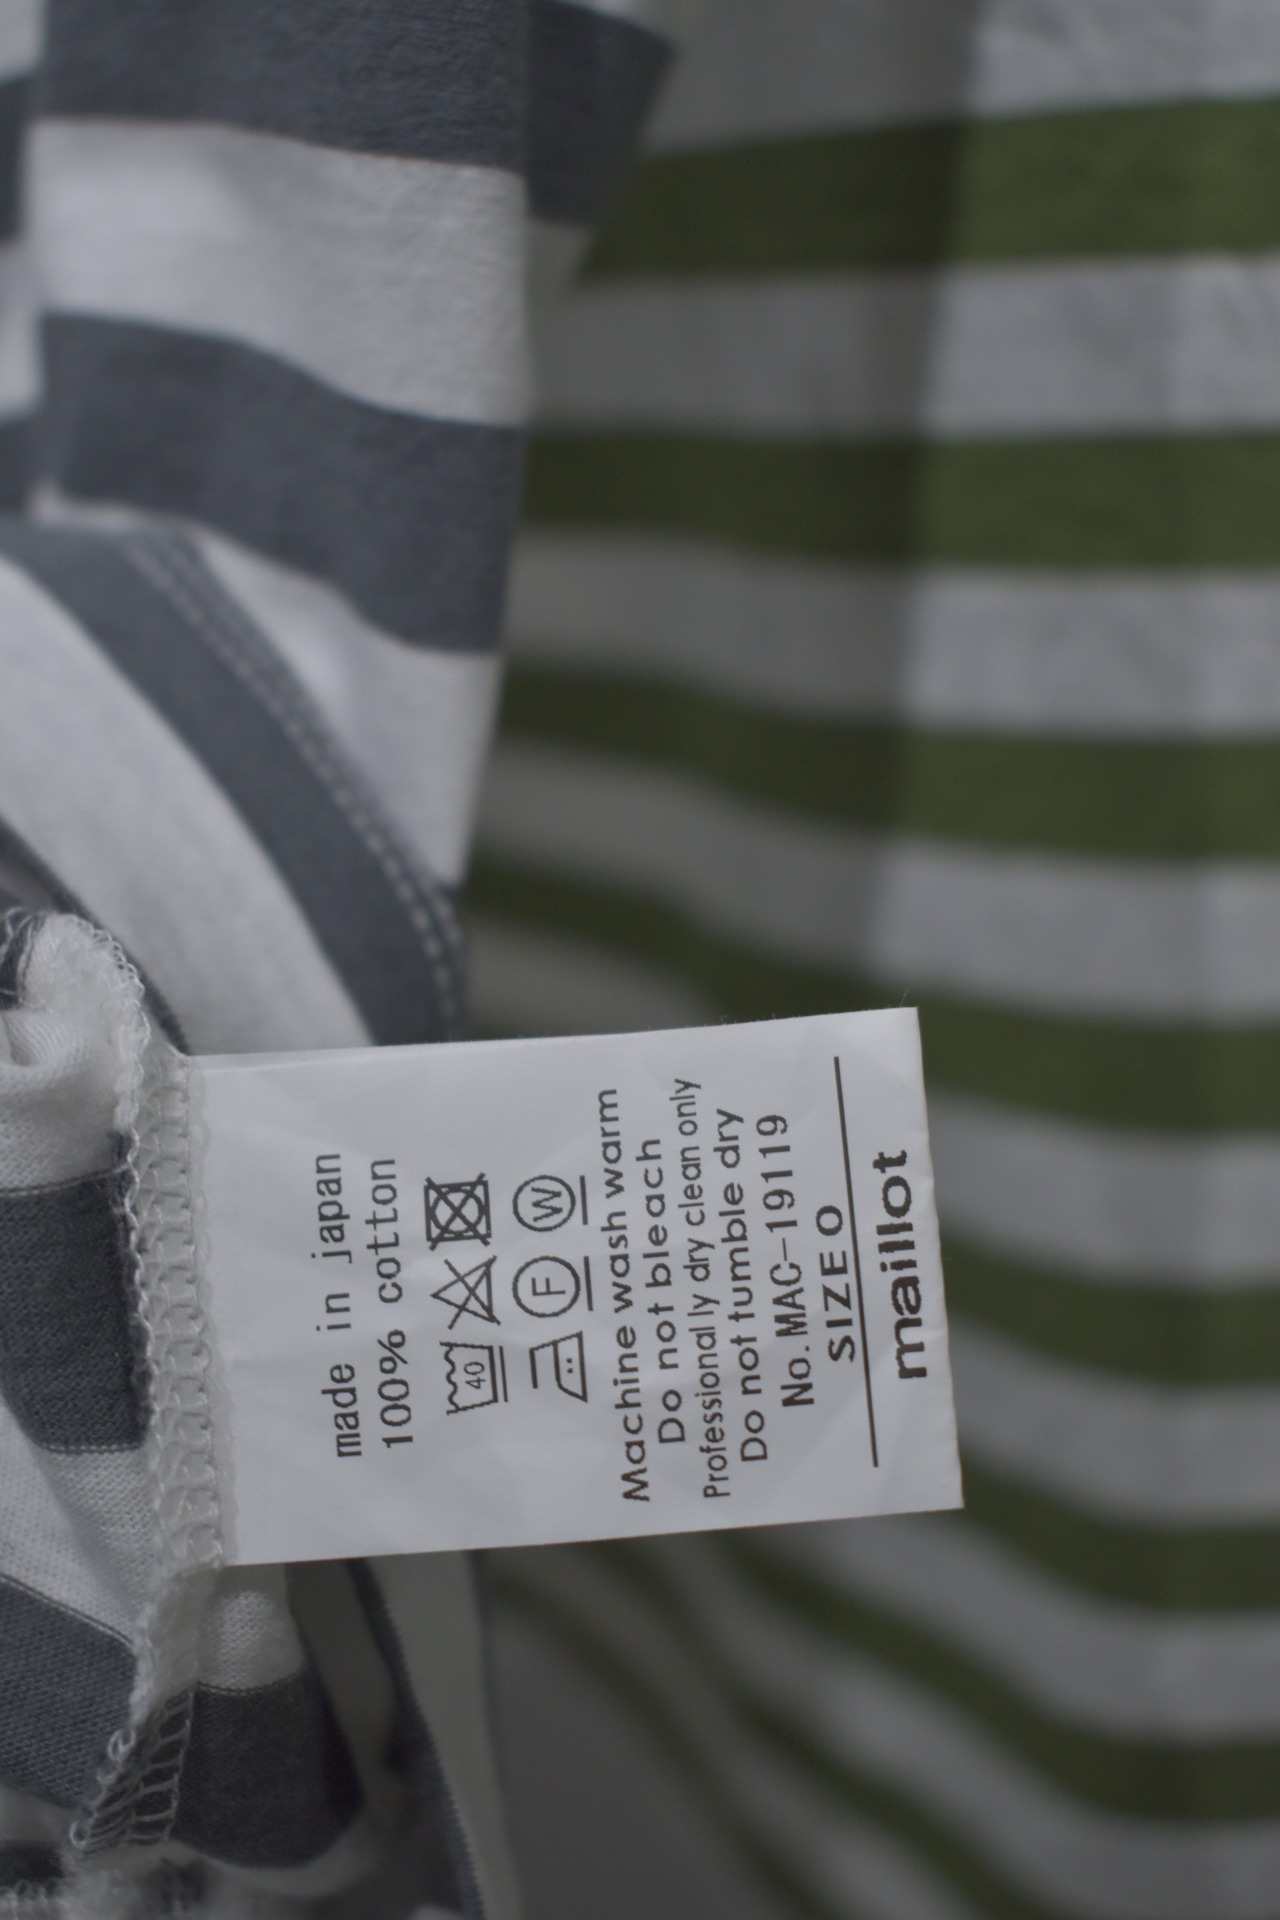 made in japan
100% cotton
40
F W
Machine wash warm
Do not bleach
Professionally dry clean only
Do not tumble dry
No. MAC-19119
SIZE O
maillot